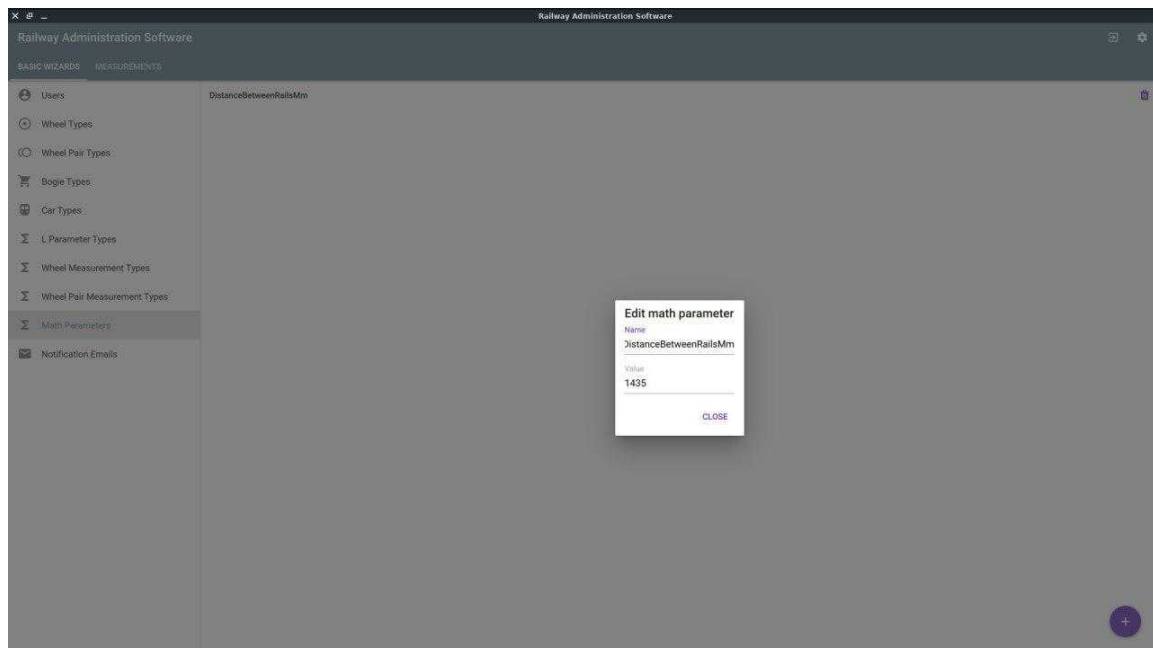 Railway Administration Software
Railway Administration Software
BASIC WIZARDS MEASUREMENTS
Users
Wheel Types
Wheel Pair Types
Bogie Types
Car Types
Σ L Parameter Types
Σ Wheel Measurement Types
Σ Wheel Pair Measurement Types
Σ Math Parameters
Notification Emails
DistanceBetweenRailsMm
Edit math parameter
Name
DistanceBetweenRailsMm
Value
1435
CLOSE